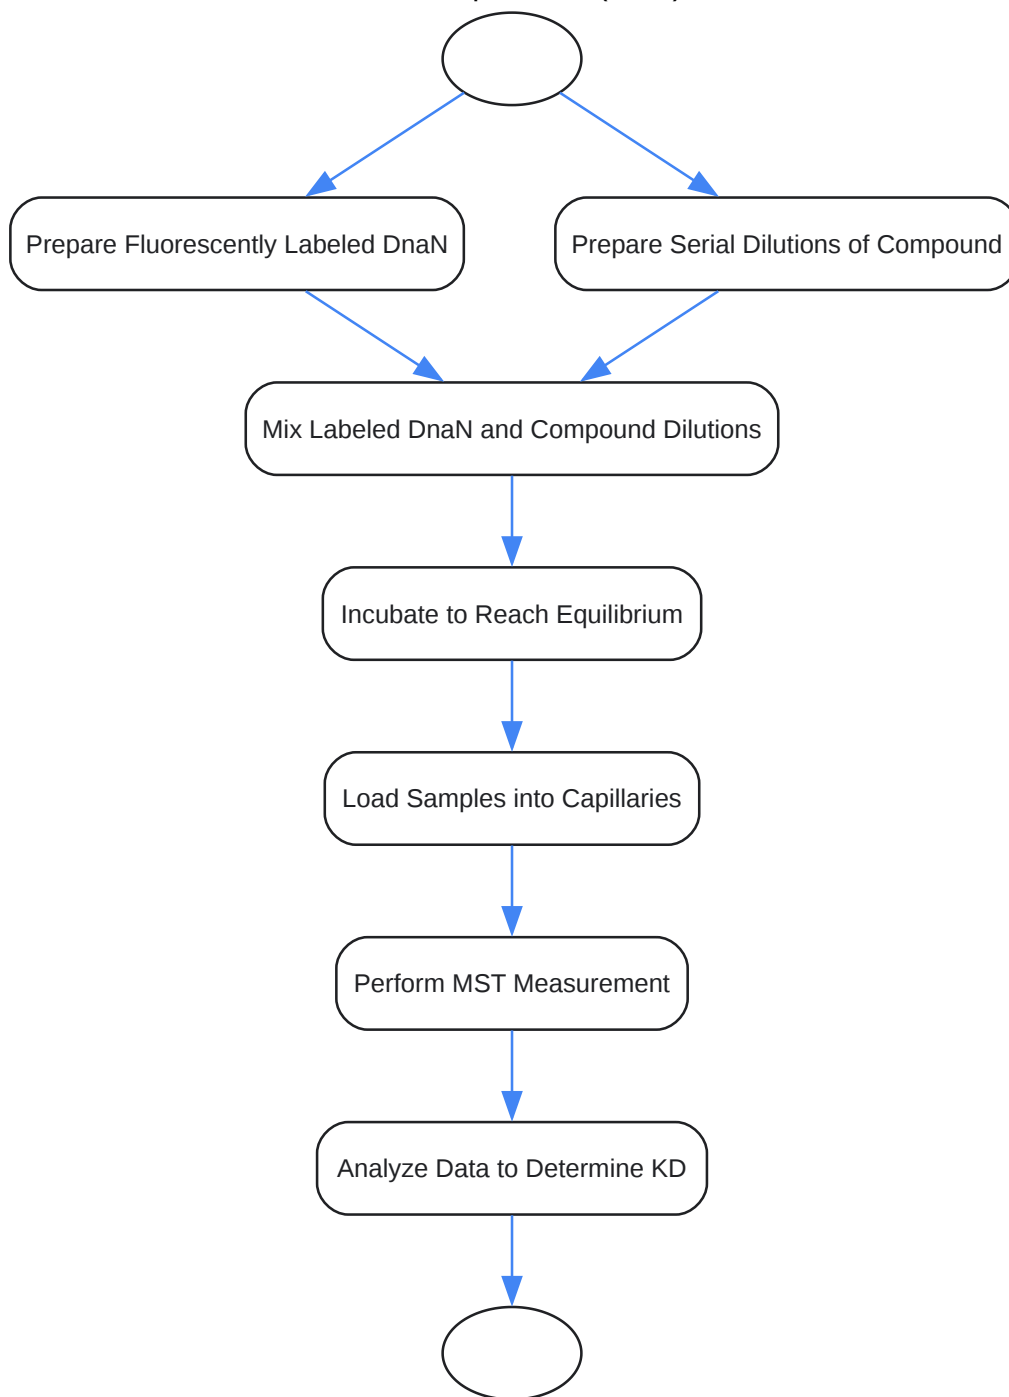 Prepare Fluorescently Labeled DnaN
Prepare Serial Dilutions of Compound
Mix Labeled DnaN and Compound Dilutions
Incubate to Reach Equilibrium
Load Samples into Capillaries
Perform MST Measurement
Analyze Data to Determine KD